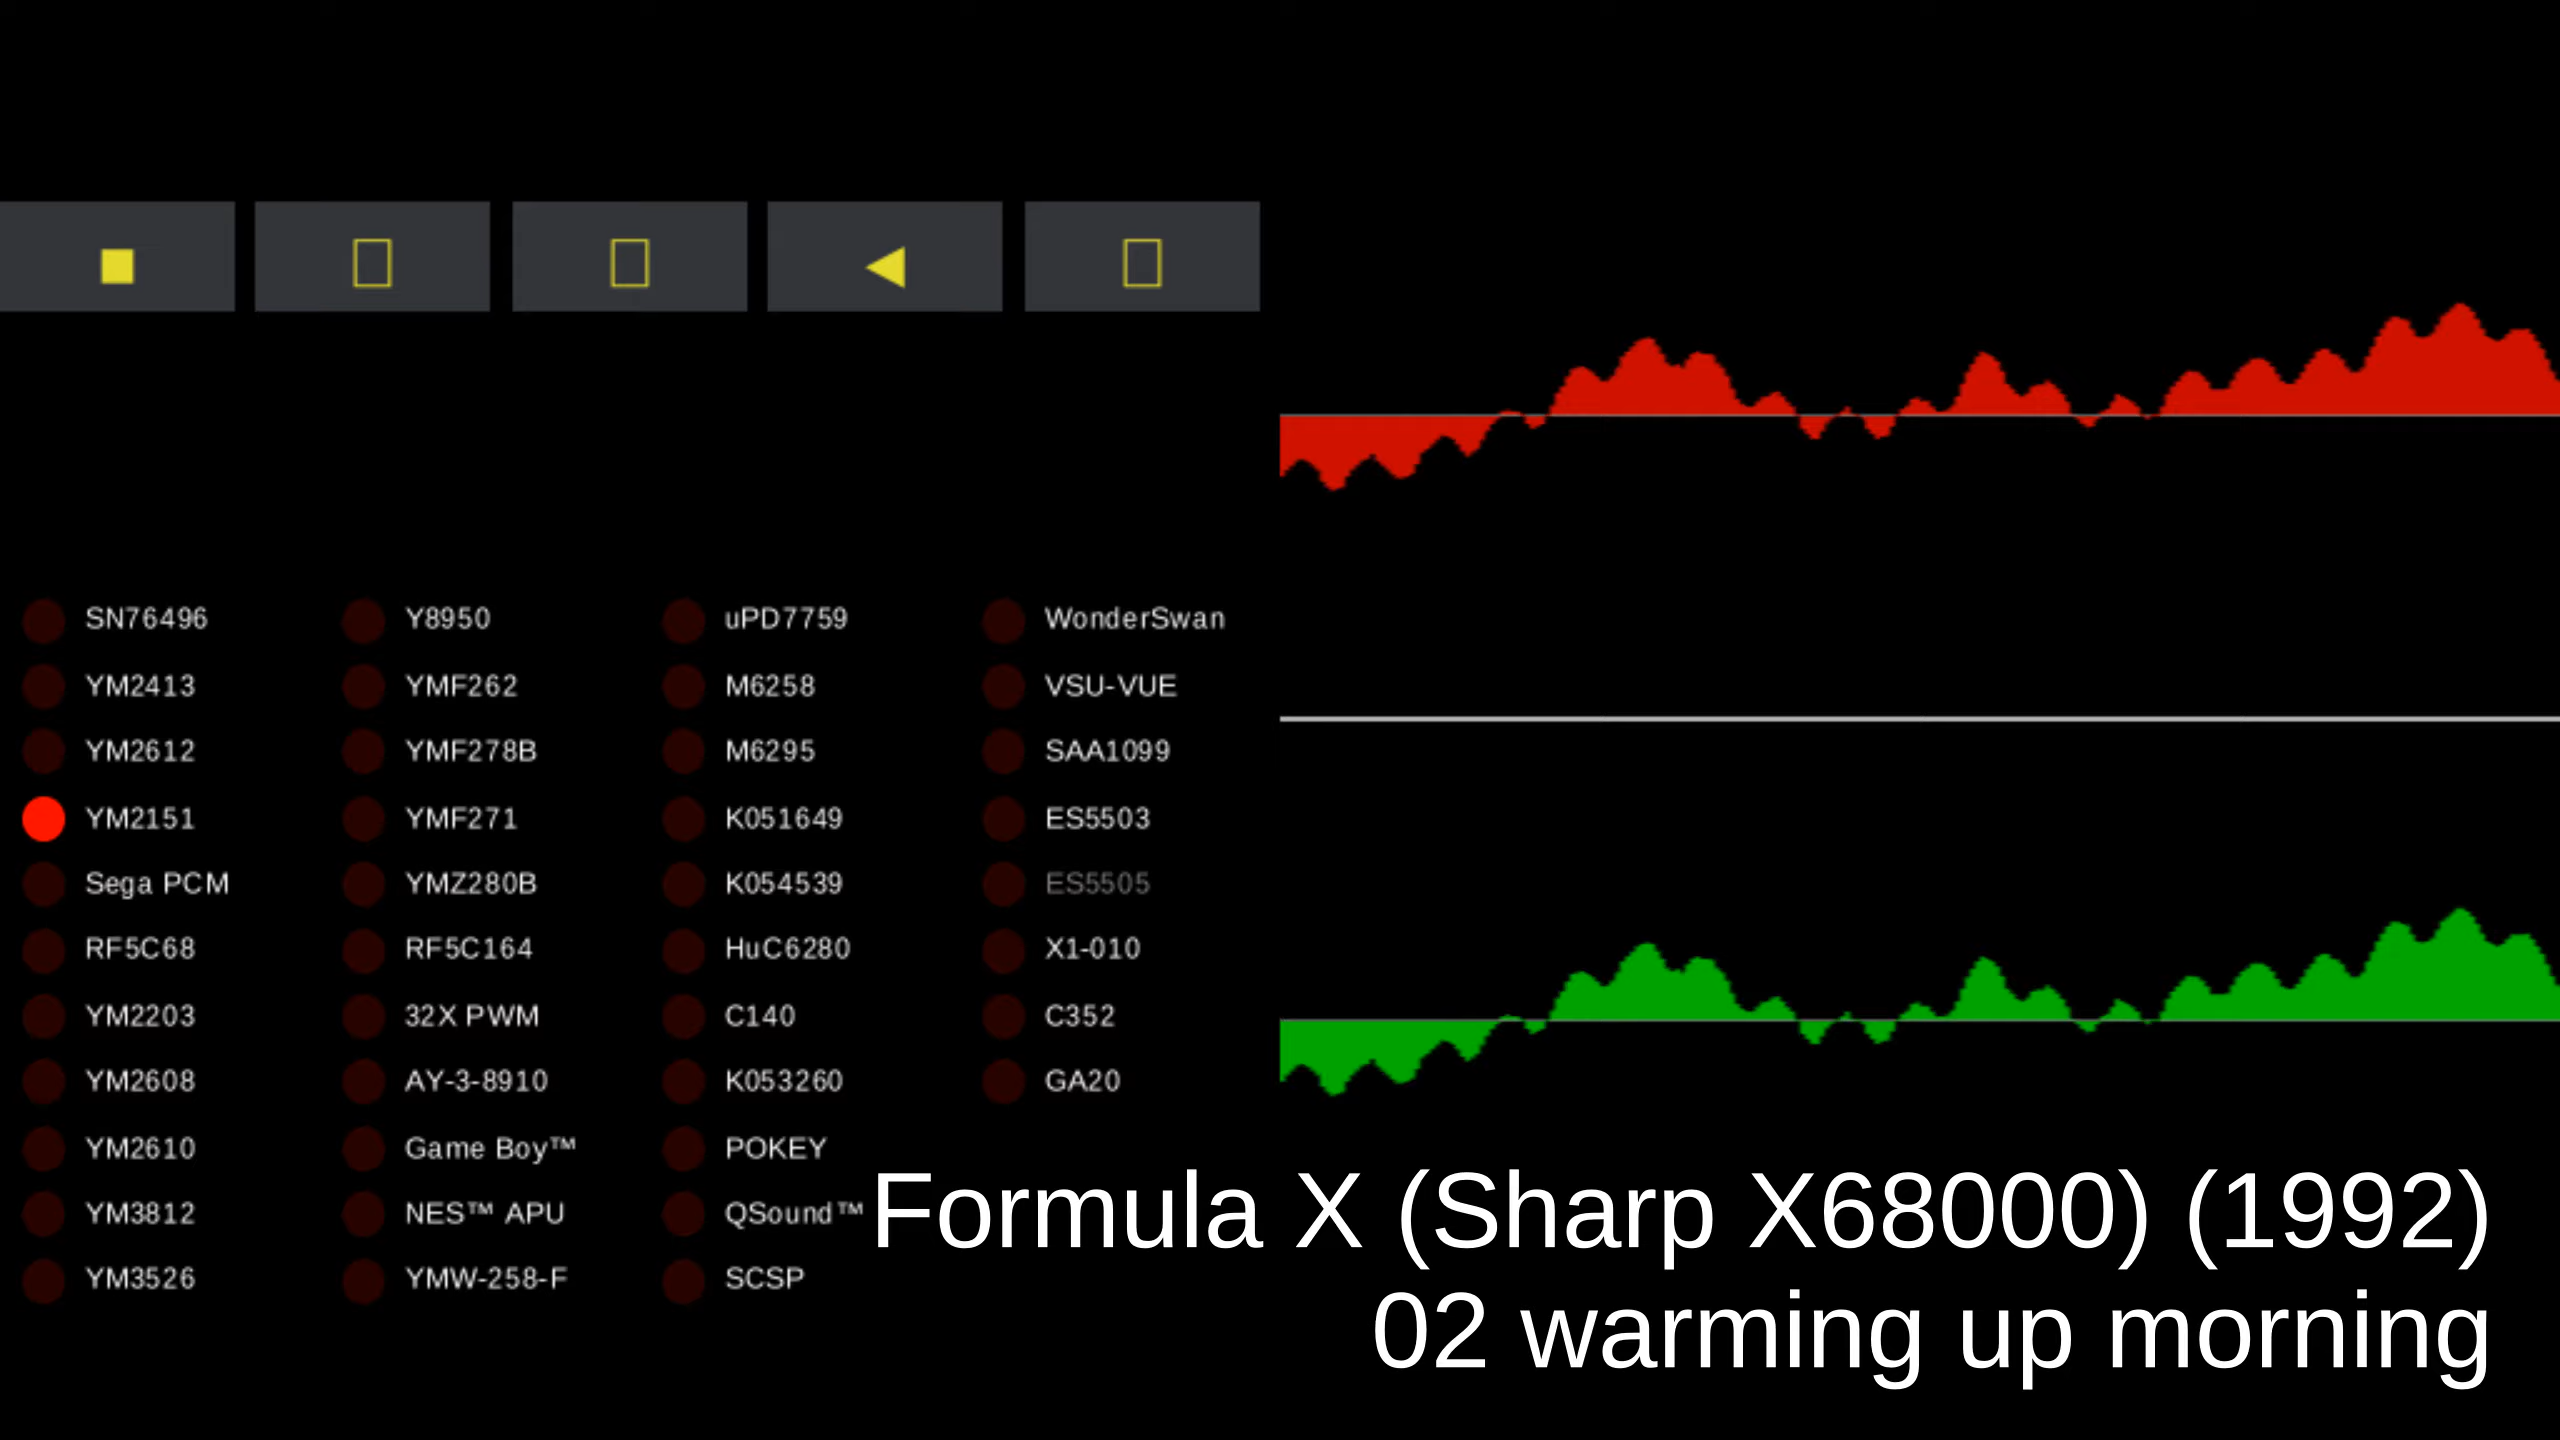 SN76496
YM2413
YM2612
YM2151
Sega PCM
RF5C68
YM2203
YM2608
YM2610
YM3812
YM3526
Y8950
YMF262
YMF278B
YMF271
YMZ280B
RF5C164
32X PWM
AY-3-8910
Game Boy™
NES™ APU
YMW-258-F
uPD7759
M6258
M6295
K051649
K054539
HuC6280
C140
K053260
POKEY
QSound™
SCSP
WonderSwan
VSU-VUE
SAA1099
ES5503
ES5505
X1-010
C352
GA20
Formula X (Sharp X68000) (1992)
02 warming up morning